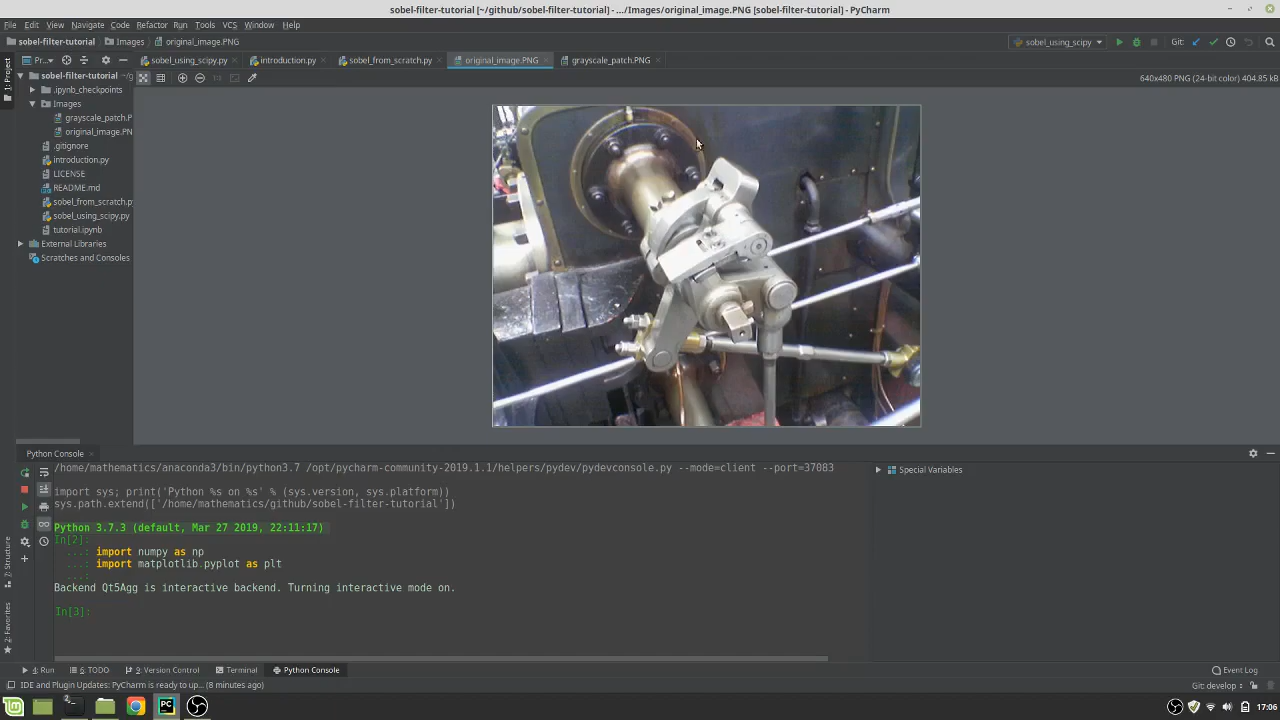 sobel-filter-tutorial [~/github/sobel-filter-tutorial] - .../Images/original_image.PNG [sobel-filter-tutorial] - PyCharm
File Edit View Navigate Code Refactor Run Tools VCS Window Help
sobel-filter-tutorial Images original_image.PNG sobel_using_scipy Git:
Pr... sobel_using_scipy.py introduction.py sobel_from_scratch.py original_image.PNG grayscale_patch.PNG
1:1 640x480 PNG (24-bit color) 404.85 kB
1: Project
sobel-filter-tutorial
.ipynb_checkpoints
Images
grayscale_patch.P
original_image.PN
.gitignore
introduction.py
LICENSE
README.md
sobel_from_scratch.p
sobel_using_scipy.py
tutorial.ipynb
External Libraries
Scratches and Consoles
Python Console
/home/mathematics/anaconda3/bin/python3.7 /opt/pycharm-community-2019.1.1/helpers/pydev/pydevconsole.py --mode=client --port=37083
Special Variables
import sys; print('Python %s on %s' % (sys.version, sys.platform))
sys.path.extend(['/home/mathematics/github/sobel-filter-tutorial'])
Python 3.7.3 (default, Mar 27 2019, 22:11:17)
In[2]:
...: import numpy as np
...: import matplotlib.pyplot as plt
...:
Backend Qt5Agg is interactive backend. Turning interactive mode on.
In[3]:
7: Structure
2: Favorites
4: Run 6: TODO 9: Version Control Terminal Python Console Event Log
IDE and Plugin Updates: PyCharm is ready to up... (8 minutes ago) Git: develop
17:06